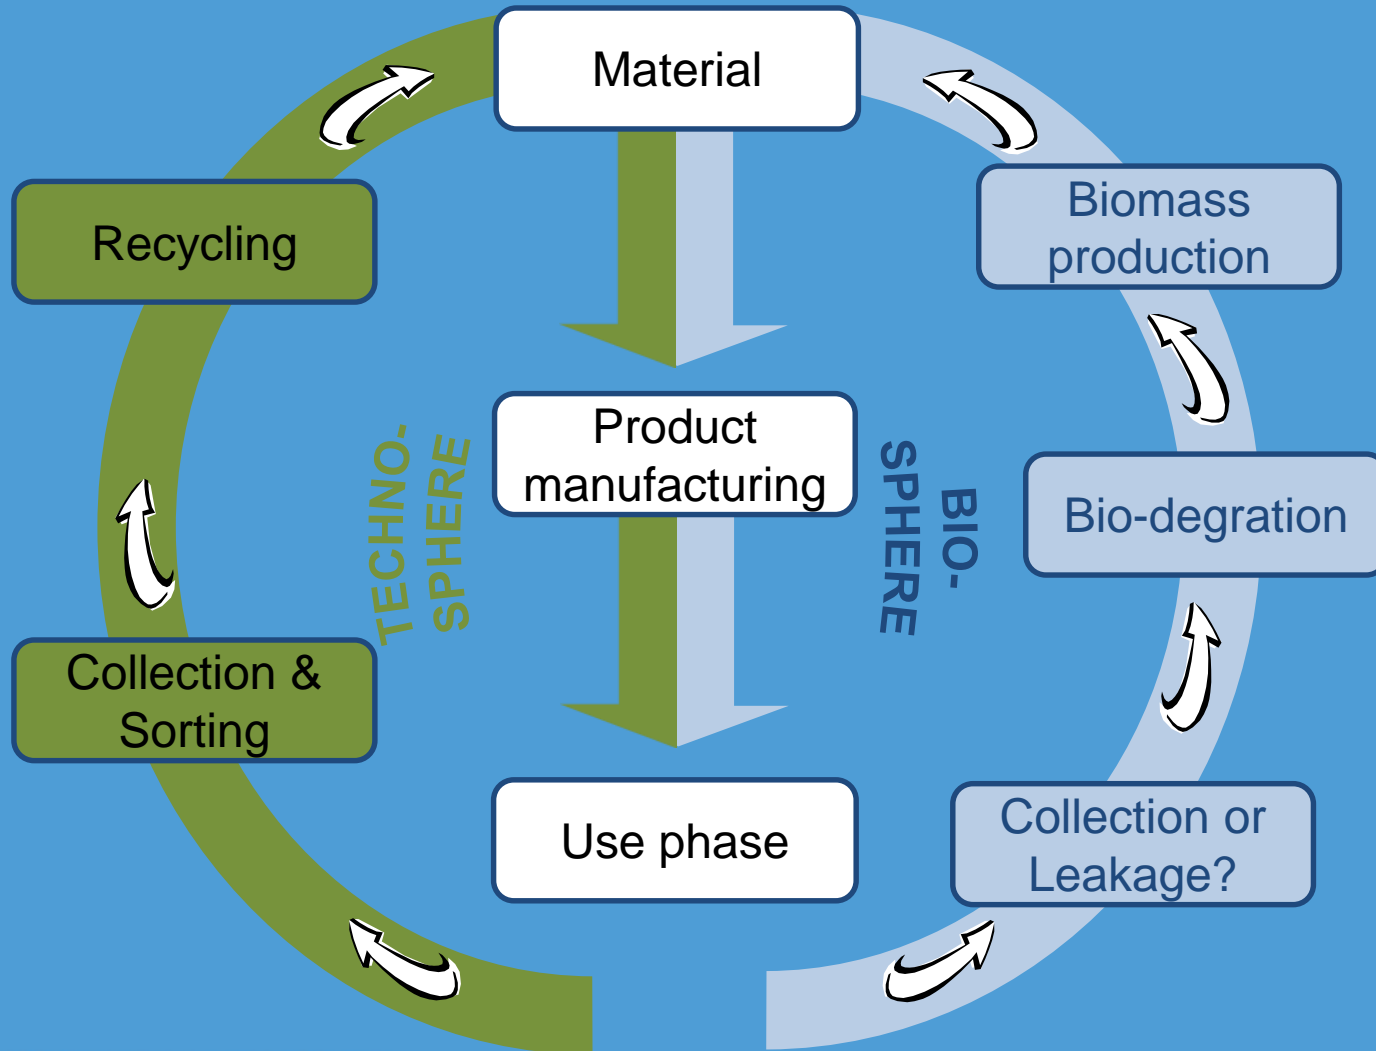 Material
Recycling
Biomass
production
TECHNO-
SPHERE
Product
manufacturing
BIO-
SPHERE
Bio-degration
Collection &
Sorting
Use phase
Collection or
Leakage?